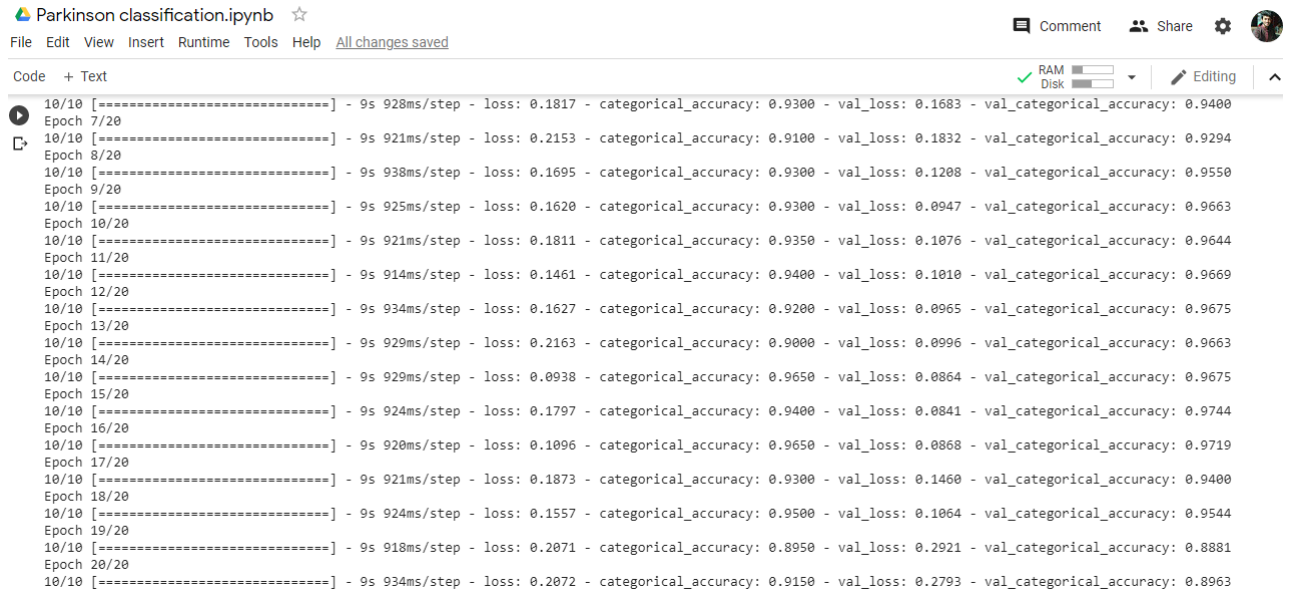 Parkinson classification.ipynb
File Edit View Insert Runtime Tools Help All changes saved
Comment Share
Code + Text
RAM
Disk
Editing
10/10 [==============================] - 9s 928ms/step - loss: 0.1817 - categorical_accuracy: 0.9300 - val_loss: 0.1683 - val_categorical_accuracy: 0.9400
Epoch 7/20
10/10 [==============================] - 9s 921ms/step - loss: 0.2153 - categorical_accuracy: 0.9100 - val_loss: 0.1832 - val_categorical_accuracy: 0.9294
Epoch 8/20
10/10 [==============================] - 9s 938ms/step - loss: 0.1695 - categorical_accuracy: 0.9300 - val_loss: 0.1208 - val_categorical_accuracy: 0.9550
Epoch 9/20
10/10 [==============================] - 9s 925ms/step - loss: 0.1620 - categorical_accuracy: 0.9300 - val_loss: 0.0947 - val_categorical_accuracy: 0.9663
Epoch 10/20
10/10 [==============================] - 9s 921ms/step - loss: 0.1811 - categorical_accuracy: 0.9350 - val_loss: 0.1076 - val_categorical_accuracy: 0.9644
Epoch 11/20
10/10 [==============================] - 9s 914ms/step - loss: 0.1461 - categorical_accuracy: 0.9400 - val_loss: 0.1010 - val_categorical_accuracy: 0.9669
Epoch 12/20
10/10 [==============================] - 9s 934ms/step - loss: 0.1627 - categorical_accuracy: 0.9200 - val_loss: 0.0965 - val_categorical_accuracy: 0.9675
Epoch 13/20
10/10 [==============================] - 9s 929ms/step - loss: 0.2163 - categorical_accuracy: 0.9000 - val_loss: 0.0996 - val_categorical_accuracy: 0.9663
Epoch 14/20
10/10 [==============================] - 9s 929ms/step - loss: 0.0938 - categorical_accuracy: 0.9650 - val_loss: 0.0864 - val_categorical_accuracy: 0.9675
Epoch 15/20
10/10 [==============================] - 9s 924ms/step - loss: 0.1797 - categorical_accuracy: 0.9400 - val_loss: 0.0841 - val_categorical_accuracy: 0.9744
Epoch 16/20
10/10 [==============================] - 9s 920ms/step - loss: 0.1096 - categorical_accuracy: 0.9650 - val_loss: 0.0868 - val_categorical_accuracy: 0.9719
Epoch 17/20
10/10 [==============================] - 9s 921ms/step - loss: 0.1873 - categorical_accuracy: 0.9300 - val_loss: 0.1460 - val_categorical_accuracy: 0.9400
Epoch 18/20
10/10 [==============================] - 9s 924ms/step - loss: 0.1557 - categorical_accuracy: 0.9500 - val_loss: 0.1064 - val_categorical_accuracy: 0.9544
Epoch 19/20
10/10 [==============================] - 9s 918ms/step - loss: 0.2071 - categorical_accuracy: 0.8950 - val_loss: 0.2921 - val_categorical_accuracy: 0.8881
Epoch 20/20
10/10 [==============================] - 9s 934ms/step - loss: 0.2072 - categorical_accuracy: 0.9150 - val_loss: 0.2793 - val_categorical_accuracy: 0.8963